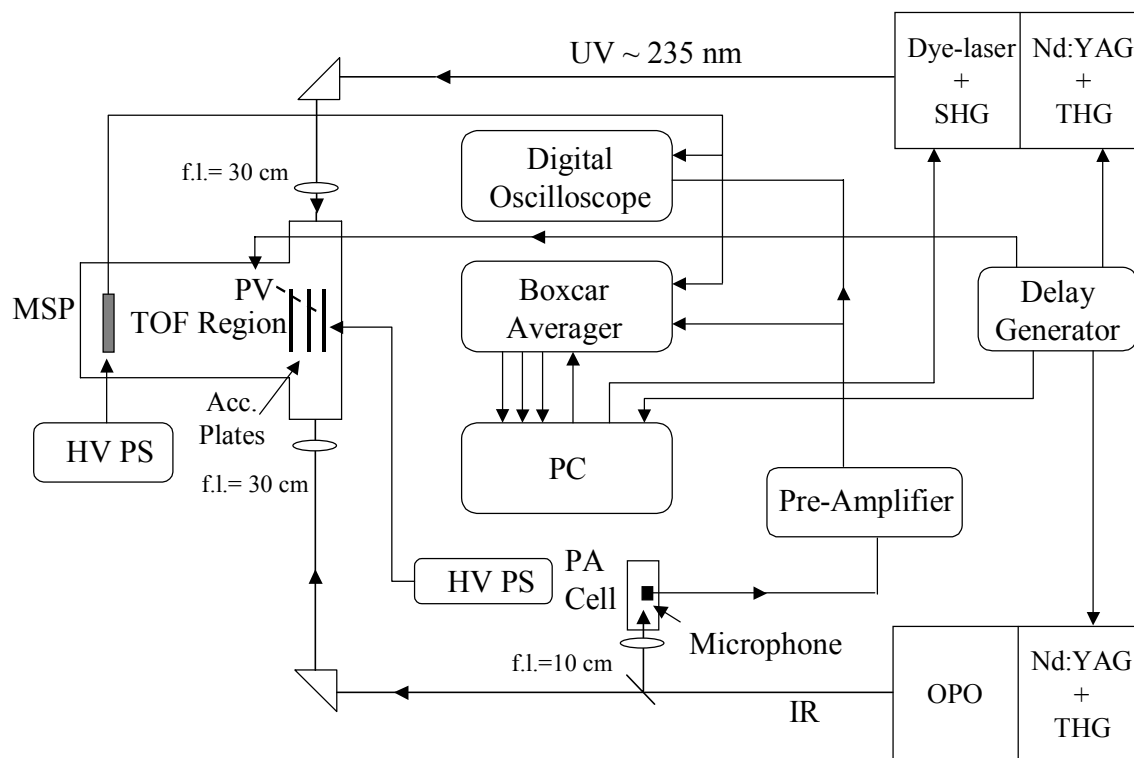 UV ~ 235 nm
Dye-laser
+
SHG
Nd:YAG
+
THG
f.l.= 30 cm
Digital
Oscilloscope
MSP
PV
TOF Region
Boxcar
Averager
Delay
Generator
Acc.
Plates
HV PS
f.l.= 30 cm
PC
Pre-Amplifier
HV PS
PA
Cell
Microphone
f.l.=10 cm
IR
OPO
Nd:YAG
+
THG